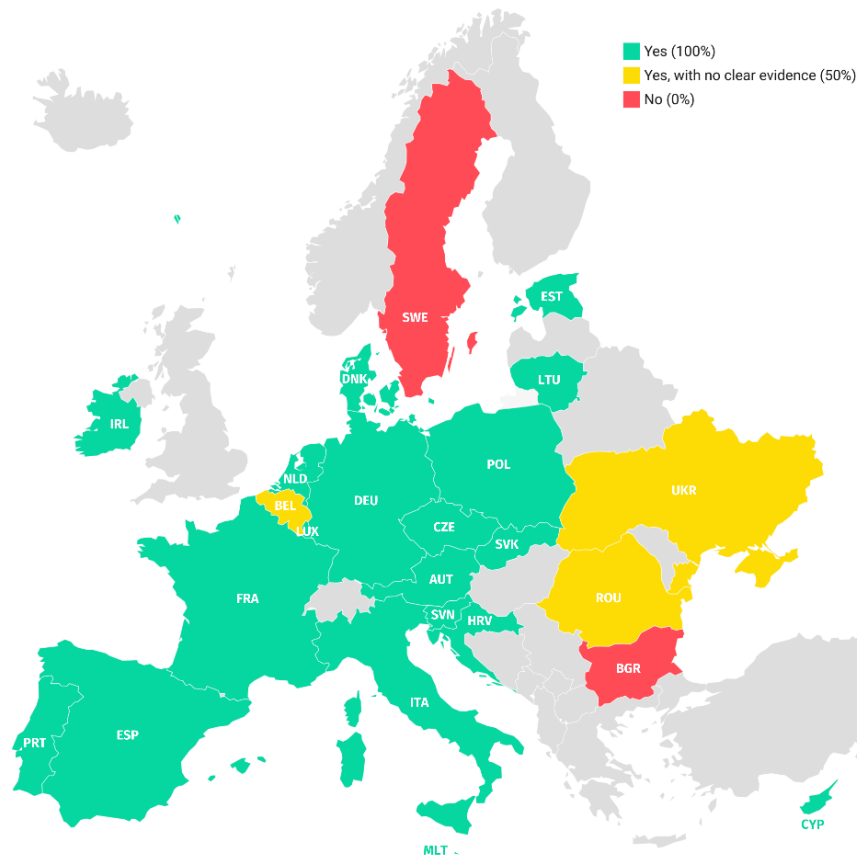 Yes (100%)
Yes, with no clear evidence (50%)
No (0%)
SWE
EST
DNK
LTU
IRL
POL
NLD
UKR
DEU
BEL
CZE
LUX
SVK
AUT
FRA
ROU
SVN
HRV
BGR
ITA
ESP
PRT
CYP
MLT